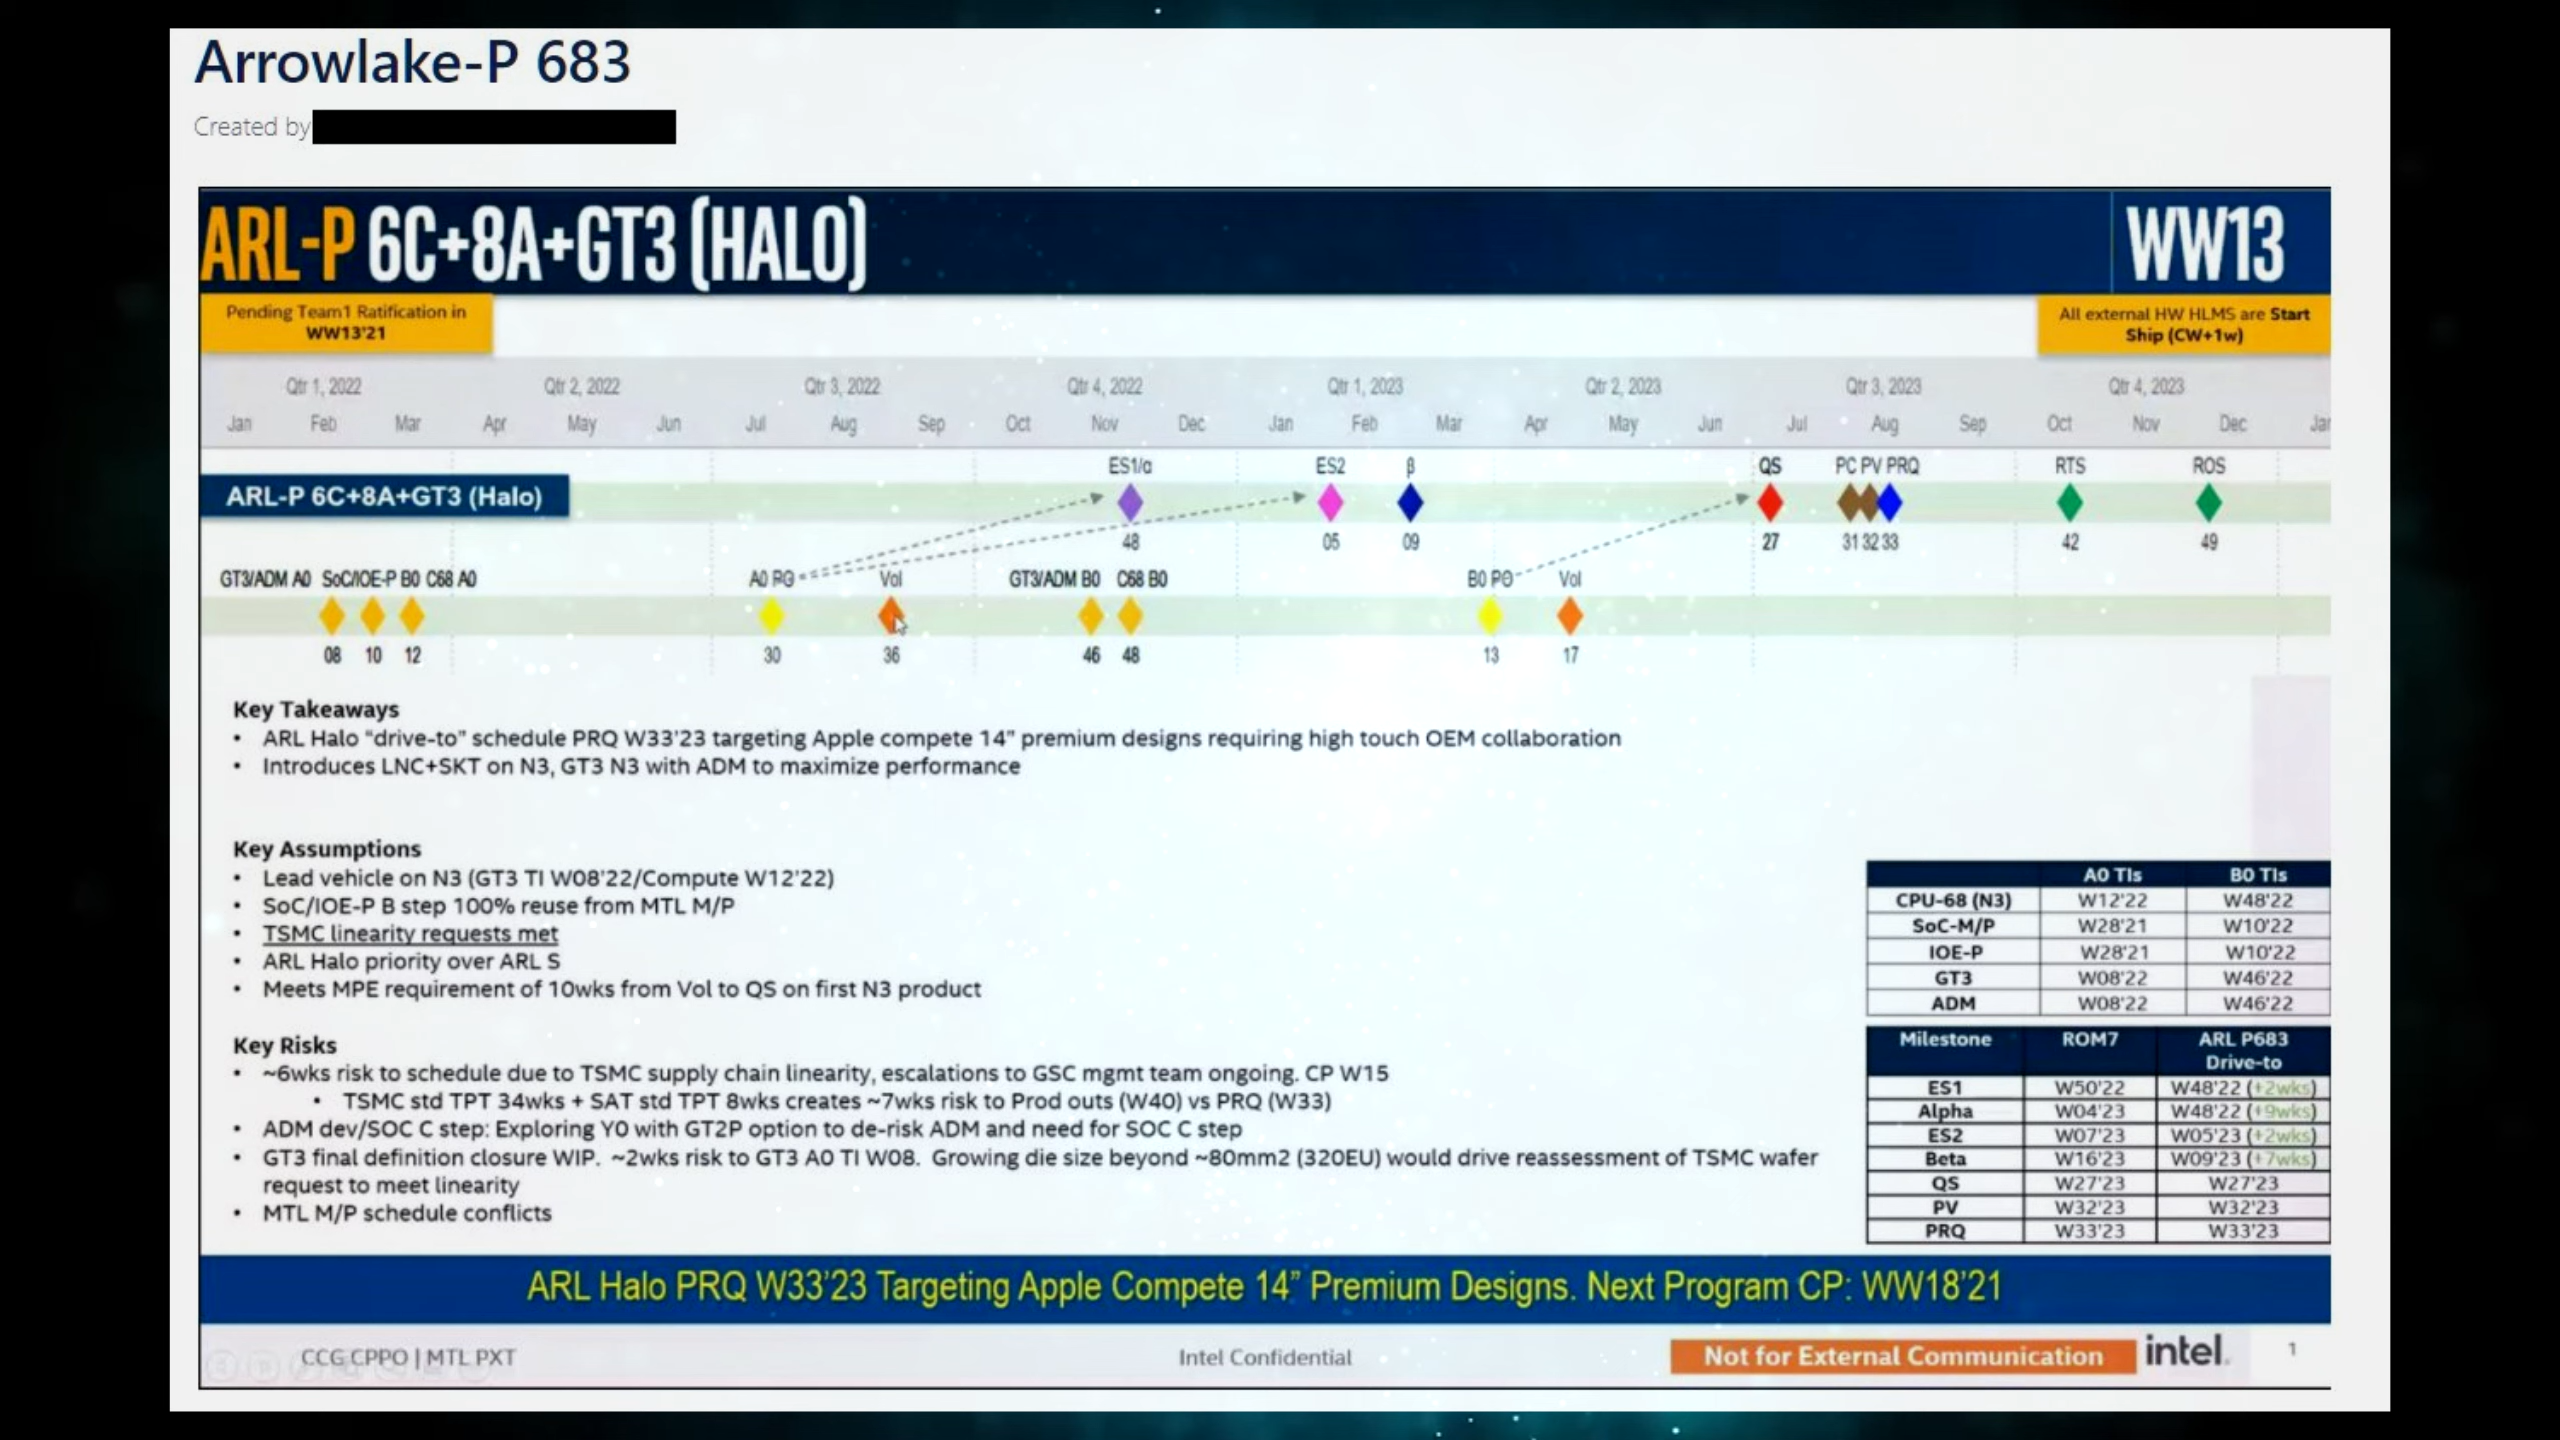 Arrowlake-P 683
Created by
ARL-P 6C+8A+GT3 (HALO)
WW13
Pending Team1 Ratification in
WW13'21
All external HW HLMS are Start
Ship (CW+1w)
Qtr 1, 2022 Qtr 2, 2022 Qtr 3, 2022 Qtr 4, 2022 Qtr 1, 2023 Qtr 2, 2023 Qtr 3, 2023 Qtr 4, 2023
Jan Feb Mar Apr May Jun Jul Aug Sep Oct Nov Dec Jan Feb Mar Apr May Jun Jul Aug Sep Oct Nov Dec Jan
ES1/α ES2 β QS PC PV PRQ RTS ROS
ARL-P 6C+8A+GT3 (Halo)
48 05 09 27 31 32 33 42 49
GT3/ADM A0 SoC/IOE-P B0 C68 A0 A0 PO Vol GT3/ADM B0 C68 B0 B0 PO Vol
08 10 12 30 36 46 48 13 17
Key Takeaways
• ARL Halo “drive-to” schedule PRQ W33'23 targeting Apple compete 14” premium designs requiring high touch OEM collaboration
• Introduces LNC+SKT on N3, GT3 N3 with ADM to maximize performance
Key Assumptions
• Lead vehicle on N3 (GT3 TI W08'22/Compute W12'22)
• SoC/IOE-P B step 100% reuse from MTL M/P
• TSMC linearity requests met
• ARL Halo priority over ARL S
• Meets MPE requirement of 10wks from Vol to QS on first N3 product
Key Risks
• ~6wks risk to schedule due to TSMC supply chain linearity, escalations to GSC mgmt team ongoing. CP W15
• TSMC std TPT 34wks + SAT std TPT 8wks creates ~7wks risk to Prod outs (W40) vs PRQ (W33)
• ADM dev/SOC C step: Exploring Y0 with GT2P option to de-risk ADM and need for SOC C step
• GT3 final definition closure WIP. ~2wks risk to GT3 A0 TI W08. Growing die size beyond ~80mm2 (320EU) would drive reassessment of TSMC wafer
request to meet linearity
• MTL M/P schedule conflicts
A0 TIs B0 TIs
CPU-68 (N3) W12'22 W48'22
SoC-M/P W28'21 W10'22
IOE-P W28'21 W10'22
GT3 W08'22 W46'22
ADM W08'22 W46'22
Milestone ROM7 ARL P683
Drive-to
ES1 W50'22 W48'22 (+2wks)
Alpha W04'23 W48'22 (+9wks)
ES2 W07'23 W05'23 (+2wks)
Beta W16'23 W09'23 (+7wks)
QS W27'23 W27'23
PV W32'23 W32'23
PRQ W33'23 W33'23
ARL Halo PRQ W33'23 Targeting Apple Compete 14” Premium Designs. Next Program CP: WW18'21
CCG CPPO | MTL PXT
Intel Confidential
Not for External Communication
intel.
1